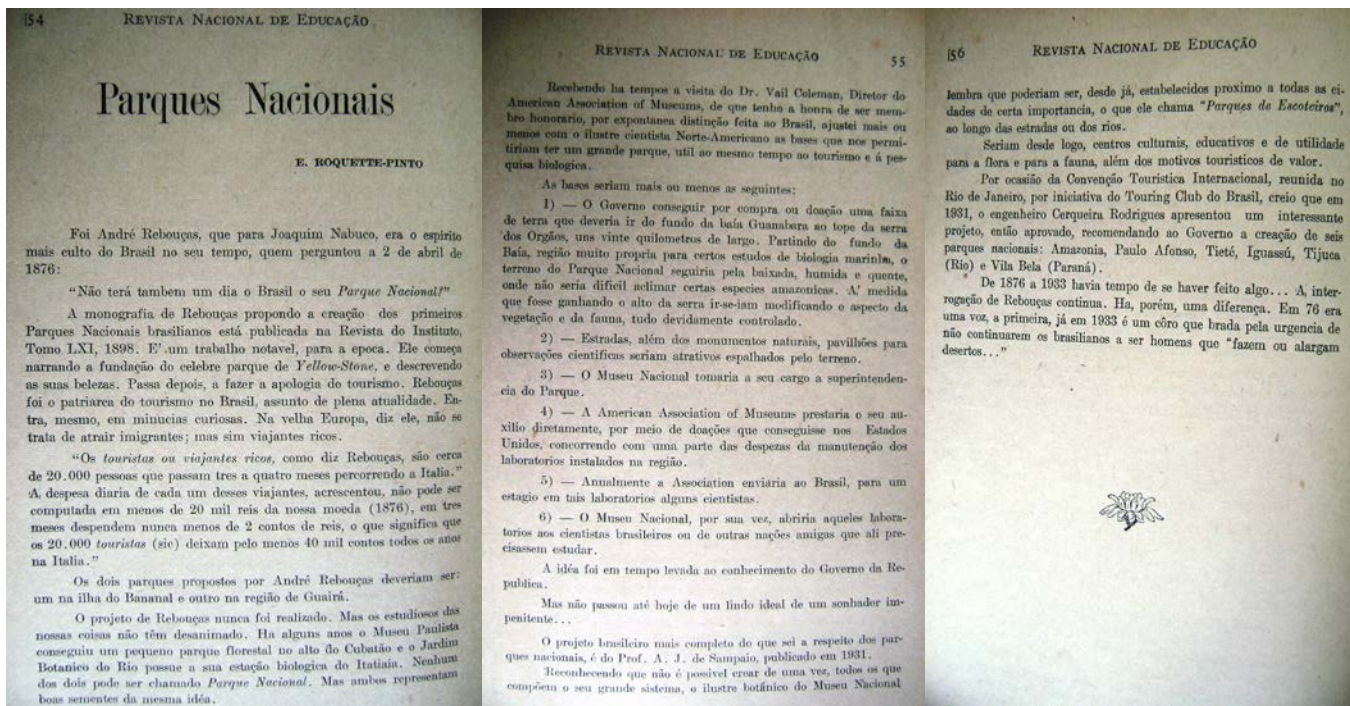 54 REVISTA NACIONAL DE EDUCAÇÃO
Parques Nacionais
E. ROQUETTE-PINTO
Foi André Rebouças, que para Joaquim Nabuco, era o espirito
mais culto do Brasil no seu tempo, quem perguntou a 2 de abril de
1876:
“Não terá tambem um dia o Brasil o seu Parque Nacional?”
A monografia de Rebouças propondo a creação dos primeiros
Parques Nacionais brasilianos está publicada na Revista do Instituto,
Tomo LXI, 1898. E' um trabalho notavel, para a epoca. Ele começa
narrando a fundação do celebre parque de Yellow-Stone, e descrevendo
as suas belezas. Passa depois, a fazer a apologia do tourismo. Rebouças
foi o patriarca do tourismo no Brasil, assunto de plena atualidade. En-
tra, mesmo, em minucias curiosas. Na velha Europa, diz ele, não se
trata de atrair imigrantes; mas sim viajantes ricos.
“Os touristas ou viajantes ricos, como diz Rebouças, são cerca
de 20.000 pessoas que passam tres a quatro meses percorrendo a Italia.”
A despesa diaria de cada um desses viajantes, acrescentou, não pode ser
computada em menos de 20 mil reis da nossa moeda (1876), em tres
meses despendem nunca menos de 2 contos de reis, o que significa que
os 20.000 touristas (sic) deixam pelo menos 40 mil contos todos os anos
na Italia.”
Os dois parques propostos por André Rebouças deveriam ser:
um na ilha do Bananal e outro na região de Guairá.
O projeto de Rebouças nunca foi realizado. Mas os estudiosos das
nossas coisas não têm desanimado. Ha alguns anos o Museu Paulista
conseguiu um pequeno parque florestal no alto do Cubatão e o Jardim
Botanico do Rio possue a sua estação biologica do Itatiaia. Nenhum
dos dois pode ser chamado Parque Nacional. Mas ambos representam
boas sementes da mesma idéa.
REVISTA NACIONAL DE EDUCAÇÃO 55
Recebendo ha tempos a visita do Dr. Vail Coleman, Diretor do
American Association of Museums, de que tenho a honra de ser mem-
bro honorario, por expontanea distinção feita ao Brasil, ajustei mais ou
menos com o ilustre cientista Norte-Americano as bases que nos permi-
tiriam ter um grande parque, util ao mesmo tempo ao tourismo e á pes-
quisa biologica.
As bases seriam mais ou menos as seguintes:
1) — O Governo conseguir por compra ou doação uma faixa
de terra que deveria ir do fundo da baía Guanabara ao tope da serra
dos Orgãos, uns vinte quilometros de largo. Partindo do fundo da
Baía, região muito propria para certos estudos de biologia marinha, o
terreno do Parque Nacional seguiria pela baixada, humida e quente,
onde não seria dificil aclimar certas especies amazonicas. A' medida
que fosse ganhando o alto da serra ir-se-iam modificando o aspecto da
vegetação e da fauna, tudo devidamente controlado.
2) — Estradas, além dos monumentos naturais, pavilhões para
observações cientificas seriam atrativos espalhados pelo terreno.
3) — O Museu Nacional tomaria a seu cargo a superintenden-
cia do Parque.
4) — A American Association of Museums prestaria o seu au-
xilio diretamente, por meio de doações que conseguisse nos Estados
Unidos, concorrendo com uma parte das despezas da manutenção dos
laboratorios instalados na região.
5) — Anualmente a Association enviária ao Brasil, para um
estagio em tais laboratorios alguns cientistas.
6) — O Museu Nacional, por sua vez, abriria aqueles labora-
torios aos cientistas brasileiros ou de outras nações amigas que ali pre-
cisassem estudar.
A idéa foi em tempo levada ao conhecimento do Governo da Re-
publica.
Mas não passou até hoje de um lindo ideal de um sonhador im-
penitente...
O projeto brasileiro mais completo do que sei a respeito dos par-
ques nacionais, é do Prof. A. J. de Sampaio, publicado em 1931.
Reconhecendo que não é possivel crear de uma vez, todos os que
compõem o seu grande sistema, o ilustre botânico do Museu Nacional
56 REVISTA NACIONAL DE EDUCAÇÃO
lembra que poderiam ser, desde já, estabelecidos proximo a todas as ci-
dades de certa importancia, o que ele chama “Parques de Escoteiros”,
ao longo das estradas ou dos rios.
Seriam desde logo, centros culturais, educativos e de utilidade
para a flora e para a fauna, além dos motivos touristicos de valor.
Por ocasião da Convenção Touristica Internacional, reunida no
Rio de Janeiro, por iniciativa do Touring Club do Brasil, creio que em
1931, o engenheiro Cerqueira Rodrigues apresentou um interessante
projeto, então aprovado, recomendando ao Governo a creação de seis
parques nacionais: Amazonia, Paulo Afonso, Tieté, Iguassú, Tijuca
(Rio) e Vila Bela (Paraná).
De 1876 a 1933 havia tempo de se haver feito algo... A, inter-
rogação de Rebouças continua. Ha, porém, uma diferença. Em 76 era
uma voz, a primeira, já em 1933 é um côro que brada pela urgencia de
não continuarem os brasilianos a ser homens que “fazem ou alargam
desertos...”